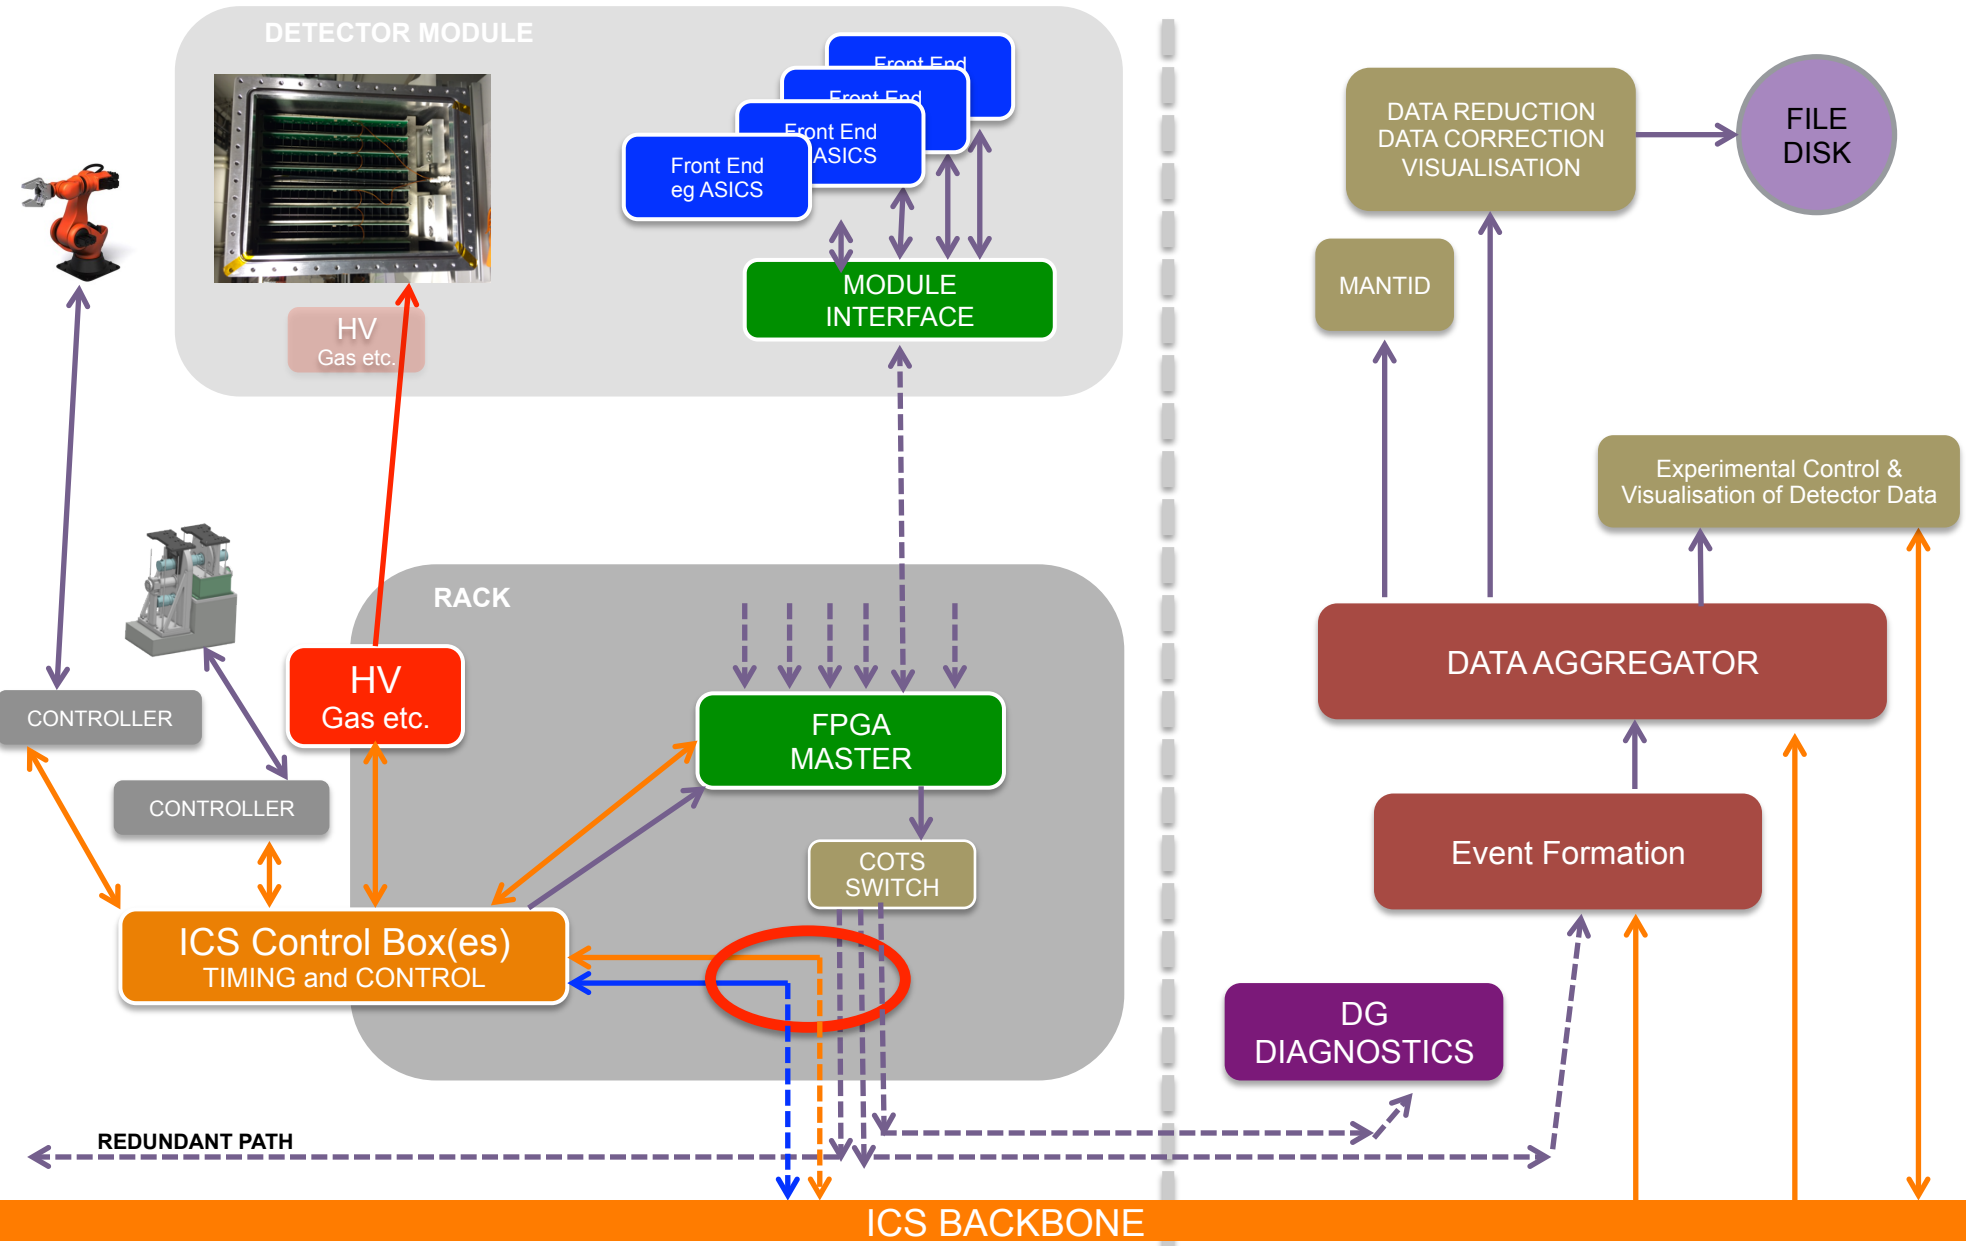 DETECTOR MODULE
Front End
Front End
Front End
ASICS
Front End
eg ASICS
MODULE
INTERFACE
HV
Gas etc.
DATA REDUCTION
DATA CORRECTION
VISUALISATION
FILE
DISK
MANTID
Experimental Control &
Visualisation of Detector Data
RACK
HV
Gas etc.
CONTROLLER
CONTROLLER
FPGA
MASTER
COTS
SWITCH
DATA AGGREGATOR
Event Formation
ICS Control Box(es)
TIMING and CONTROL
DG
DIAGNOSTICS
REDUNDANT PATH
ICS BACKBONE